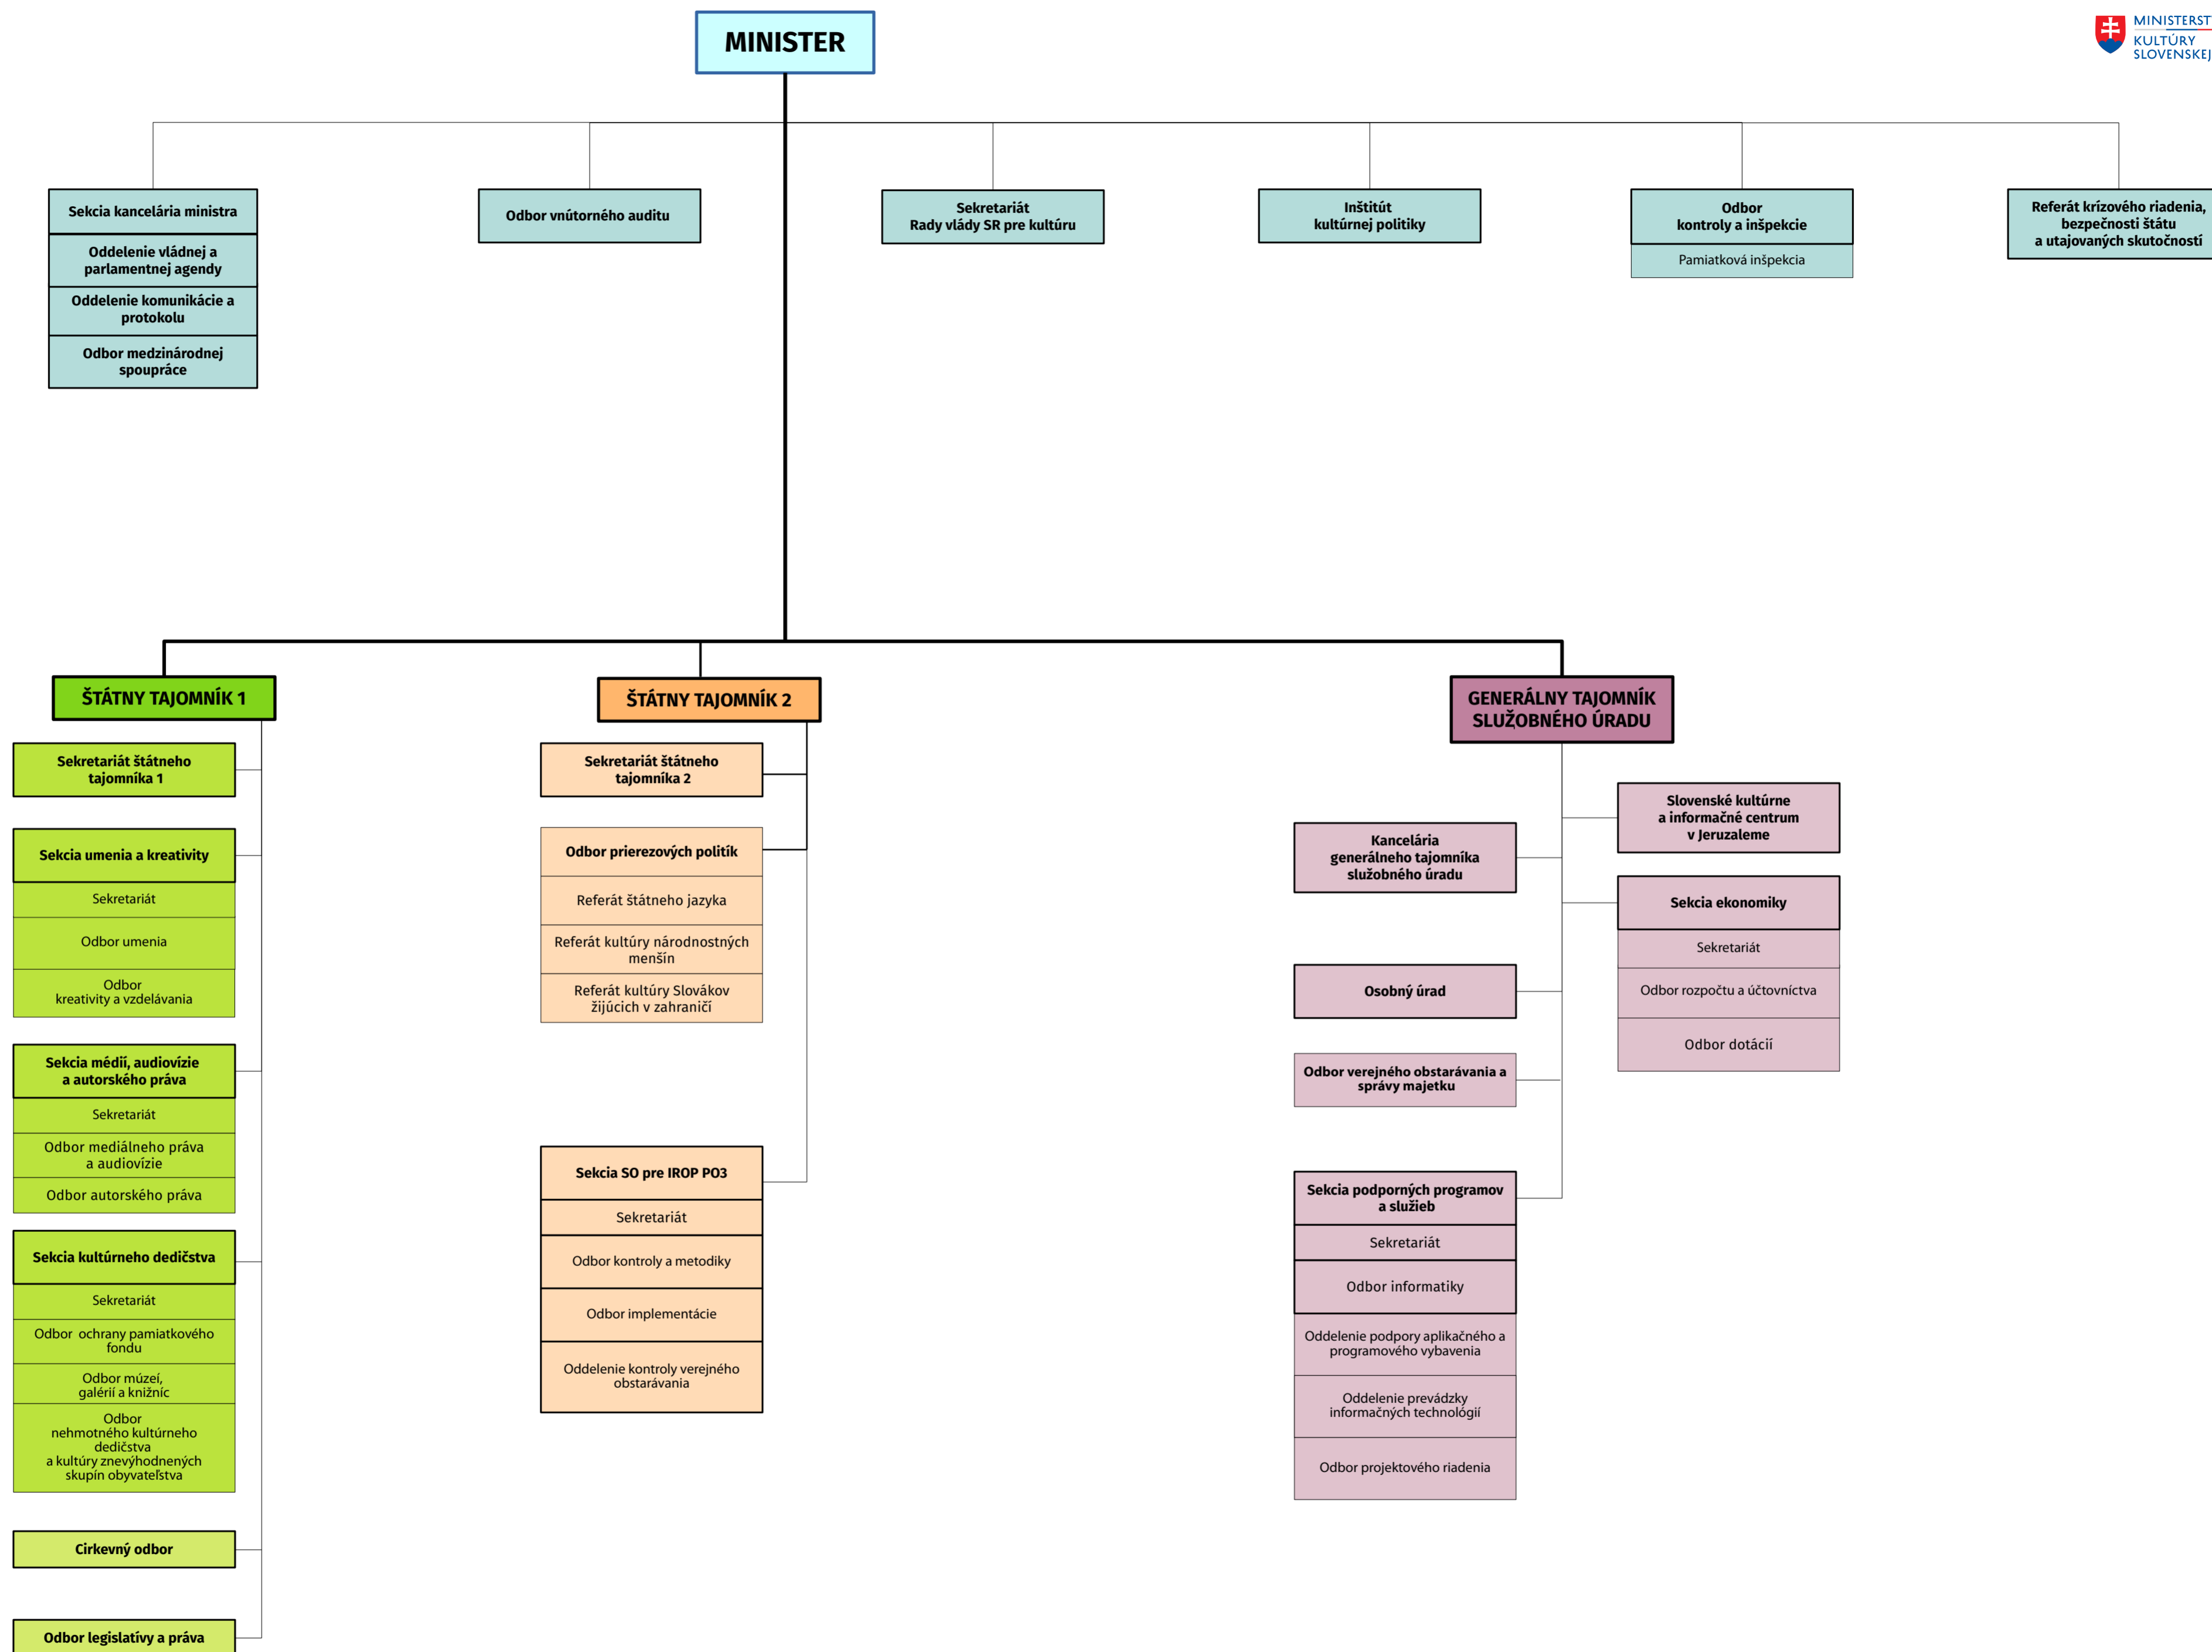 MINISTER
KULTÚRY
SLOVENSKEJ
Sekcia kancelária ministra
Oddelenie vládnej a
parlamentnej agendy
Oddelenie komunikácie a
protokolu
Odbor medzinárodnej
spoupráce
Odbor vnútorného auditu
Sekretariát
Rady vlády SR pre kultúru
Inštitút
kultúrnej politiky
Odbor
kontroly a inšpekcie
Pamiatková inšpekcia
Referát krízového riadenia,
bezpečnosti štátu
a utajovaných skutočností
ŠTÁTNY TAJOMNÍK 1
Sekretariát štátneho
tajomníka 1
Sekcia umenia a kreativity
Sekretariát
Odbor umenia
Odbor
kreativity a vzdelávania
Sekcia médií, audiovízie
a autorského práva
Sekretariát
Odbor mediálneho práva
a audiovízie
Odbor autorského práva
Sekcia kultúrneho dedičstva
Sekretariát
Odbor ochrany pamiatkového
fondu
Odbor múzeí,
galérií a knižníc
Odbor
nehmotného kultúrneho
dedičstva
a kultúry znevýhodnených
skupín obyvateľstva
Cirkevný odbor
Odbor legislatívy a práva
ŠTÁTNY TAJOMNÍK 2
Sekretariát štátneho
tajomníka 2
Odbor prierezových politík
Referát štátneho jazyka
Referát kultúry národnostných
menšín
Referát kultúry Slovákov
žijúcich v zahraničí
Sekcia SO pre IROP PO3
Sekretariát
Odbor kontroly a metodiky
Odbor implementácie
Oddelenie kontroly verejného
obstarávania
GENERÁLNY TAJOMNÍK
SLUŽOBNÉHO ÚRADU
Kancelária
generálneho tajomníka
služobného úradu
Osobný úrad
Odbor verejného obstarávania a
správy majetku
Sekcia podporných programov
a služieb
Sekretariát
Odbor informatiky
Oddelenie podpory aplikačného a
programového vybavenia
Oddelenie prevádzky
informačných technológií
Odbor projektového riadenia
Slovenské kultúrne
a informačné centrum
v Jeruzaleme
Sekcia ekonomiky
Sekretariát
Odbor rozpočtu a účtovníctva
Odbor dotácií